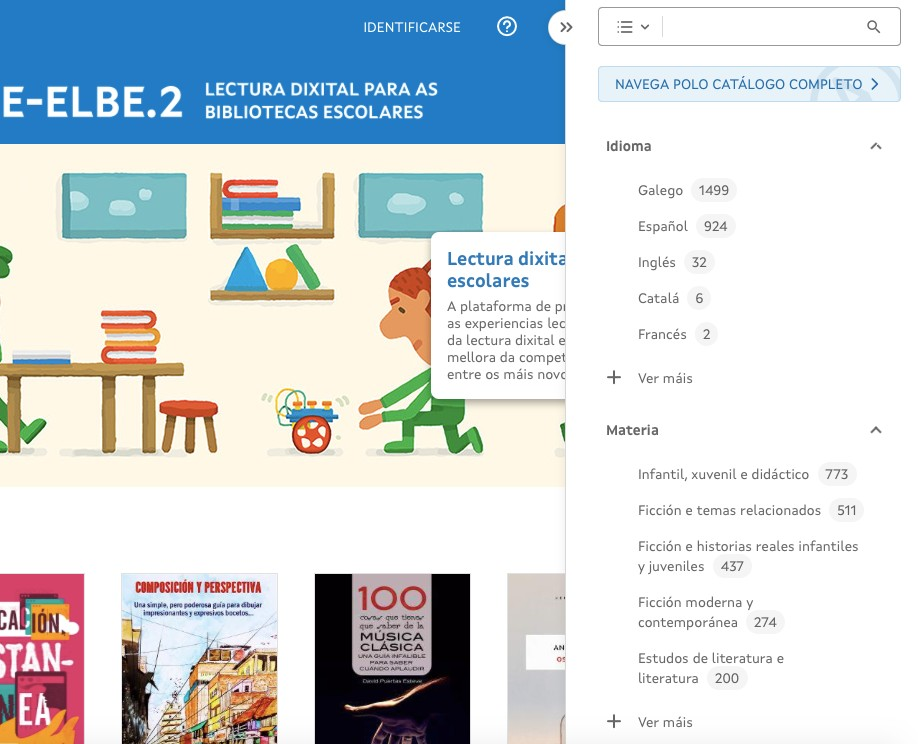 IDENTIFICARSE
E-ELBE.2
LECTURA DIXITAL PARA AS
BIBLIOTECAS ESCOLARES
Lectura dixita
escolares
A plataforma de pr
as experiencias lec
da lectura dixital e
mellora da compet
entre os máis novo
CAL IÓN,
STAN-
NEA
COMPOSICIÓN Y PERSPECTIVA
Una simple, pero poderosa guía para dibujar
impresionantes y expresivos bocetos...
100
cosas que tienes
que saber de la
MÚSICA
CLÁSICA
UNA GUÍA INFALIBLE
PARA SABER
CUANDO APLAUDIR
David Puertas Esteve
AN
OS
NAVEGA POLO CATÁLOGO COMPLETO
Idioma
Galego 1499
Español 924
Inglés 32
Catalá 6
Francés 2
Ver máis
Materia
Infantil, xuvenil e didáctico 773
Ficción e temas relacionados 511
Ficción e historias reales infantiles
y juveniles 437
Ficción moderna y
contemporánea 274
Estudos de literatura e
literatura 200
Ver máis